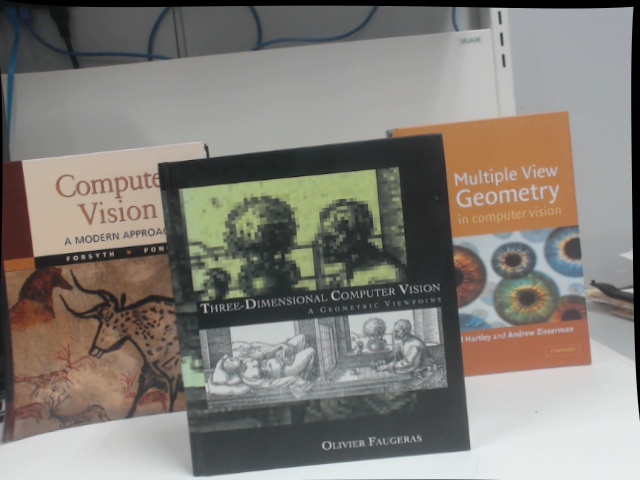 Compute
Vision
A MODERN APPROAC
FORSYTH • PON
THREE-DIMENSIONAL COMPUTER VISION
A GEOMETRIC VIEWPOINT
OLIVIER FAUGERAS
Multiple View
Geometry
in computer vision
Hartley and Andrew Zisserman